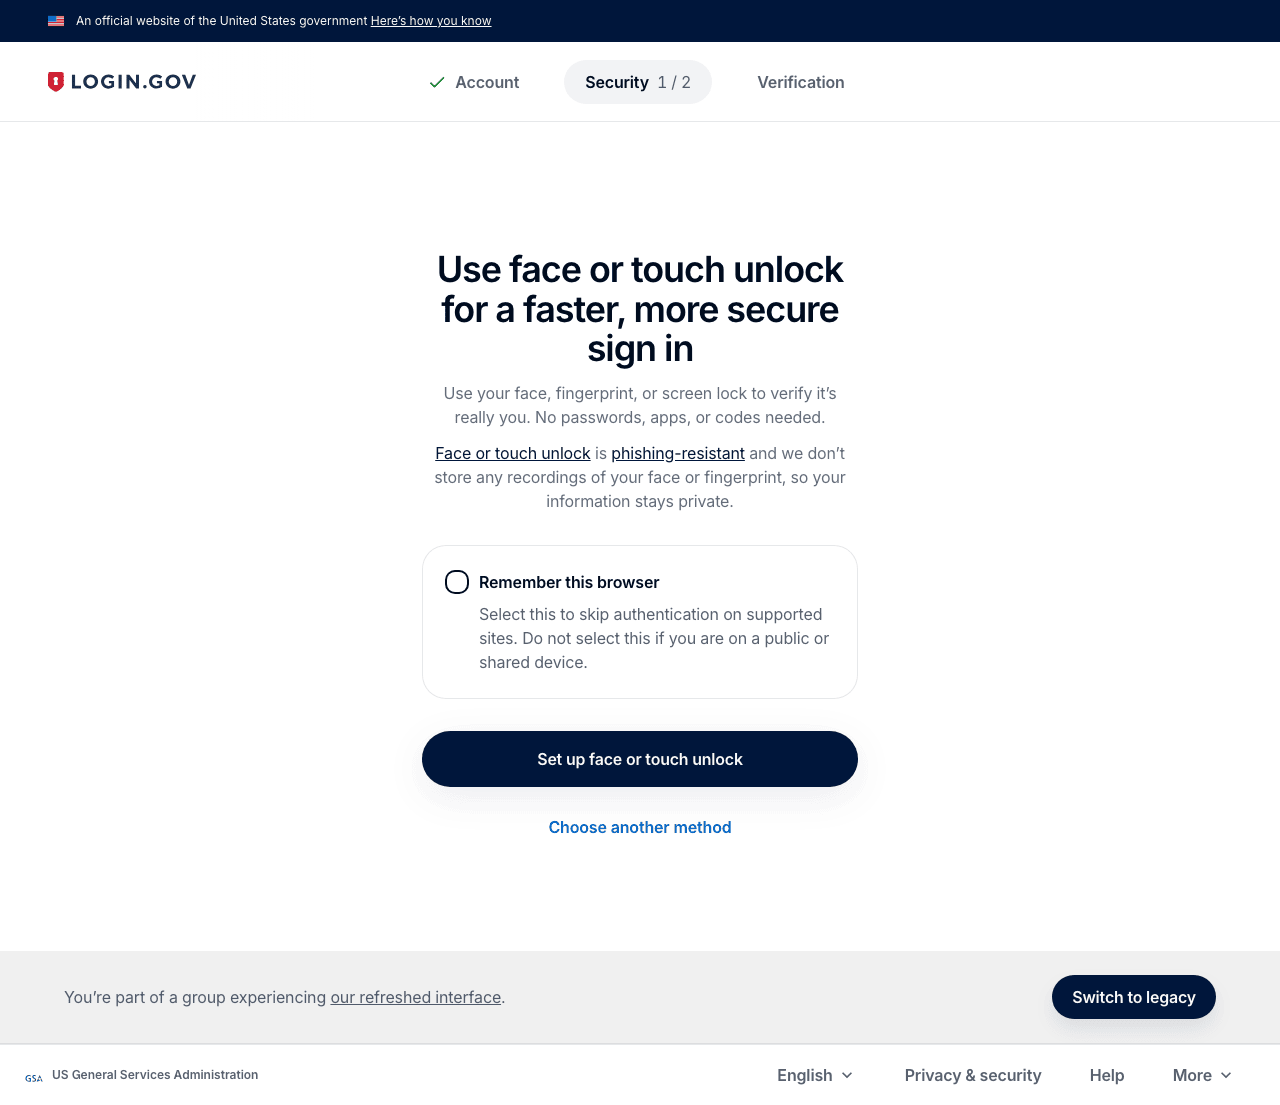 An official website of the United States government Here’s how you know
LOGIN.GOV
Account
Security 1 / 2
Verification
Use face or touch unlock
for a faster, more secure
sign in
Use your face, fingerprint, or screen lock to verify it’s
really you. No passwords, apps, or codes needed.
Face or touch unlock is phishing-resistant and we don’t
store any recordings of your face or fingerprint, so your
information stays private.
Remember this browser
Select this to skip authentication on supported
sites. Do not select this if you are on a public or
shared device.
Set up face or touch unlock
Choose another method
You’re part of a group experiencing our refreshed interface.
Switch to legacy
GSA US General Services Administration
English
Privacy & security
Help
More